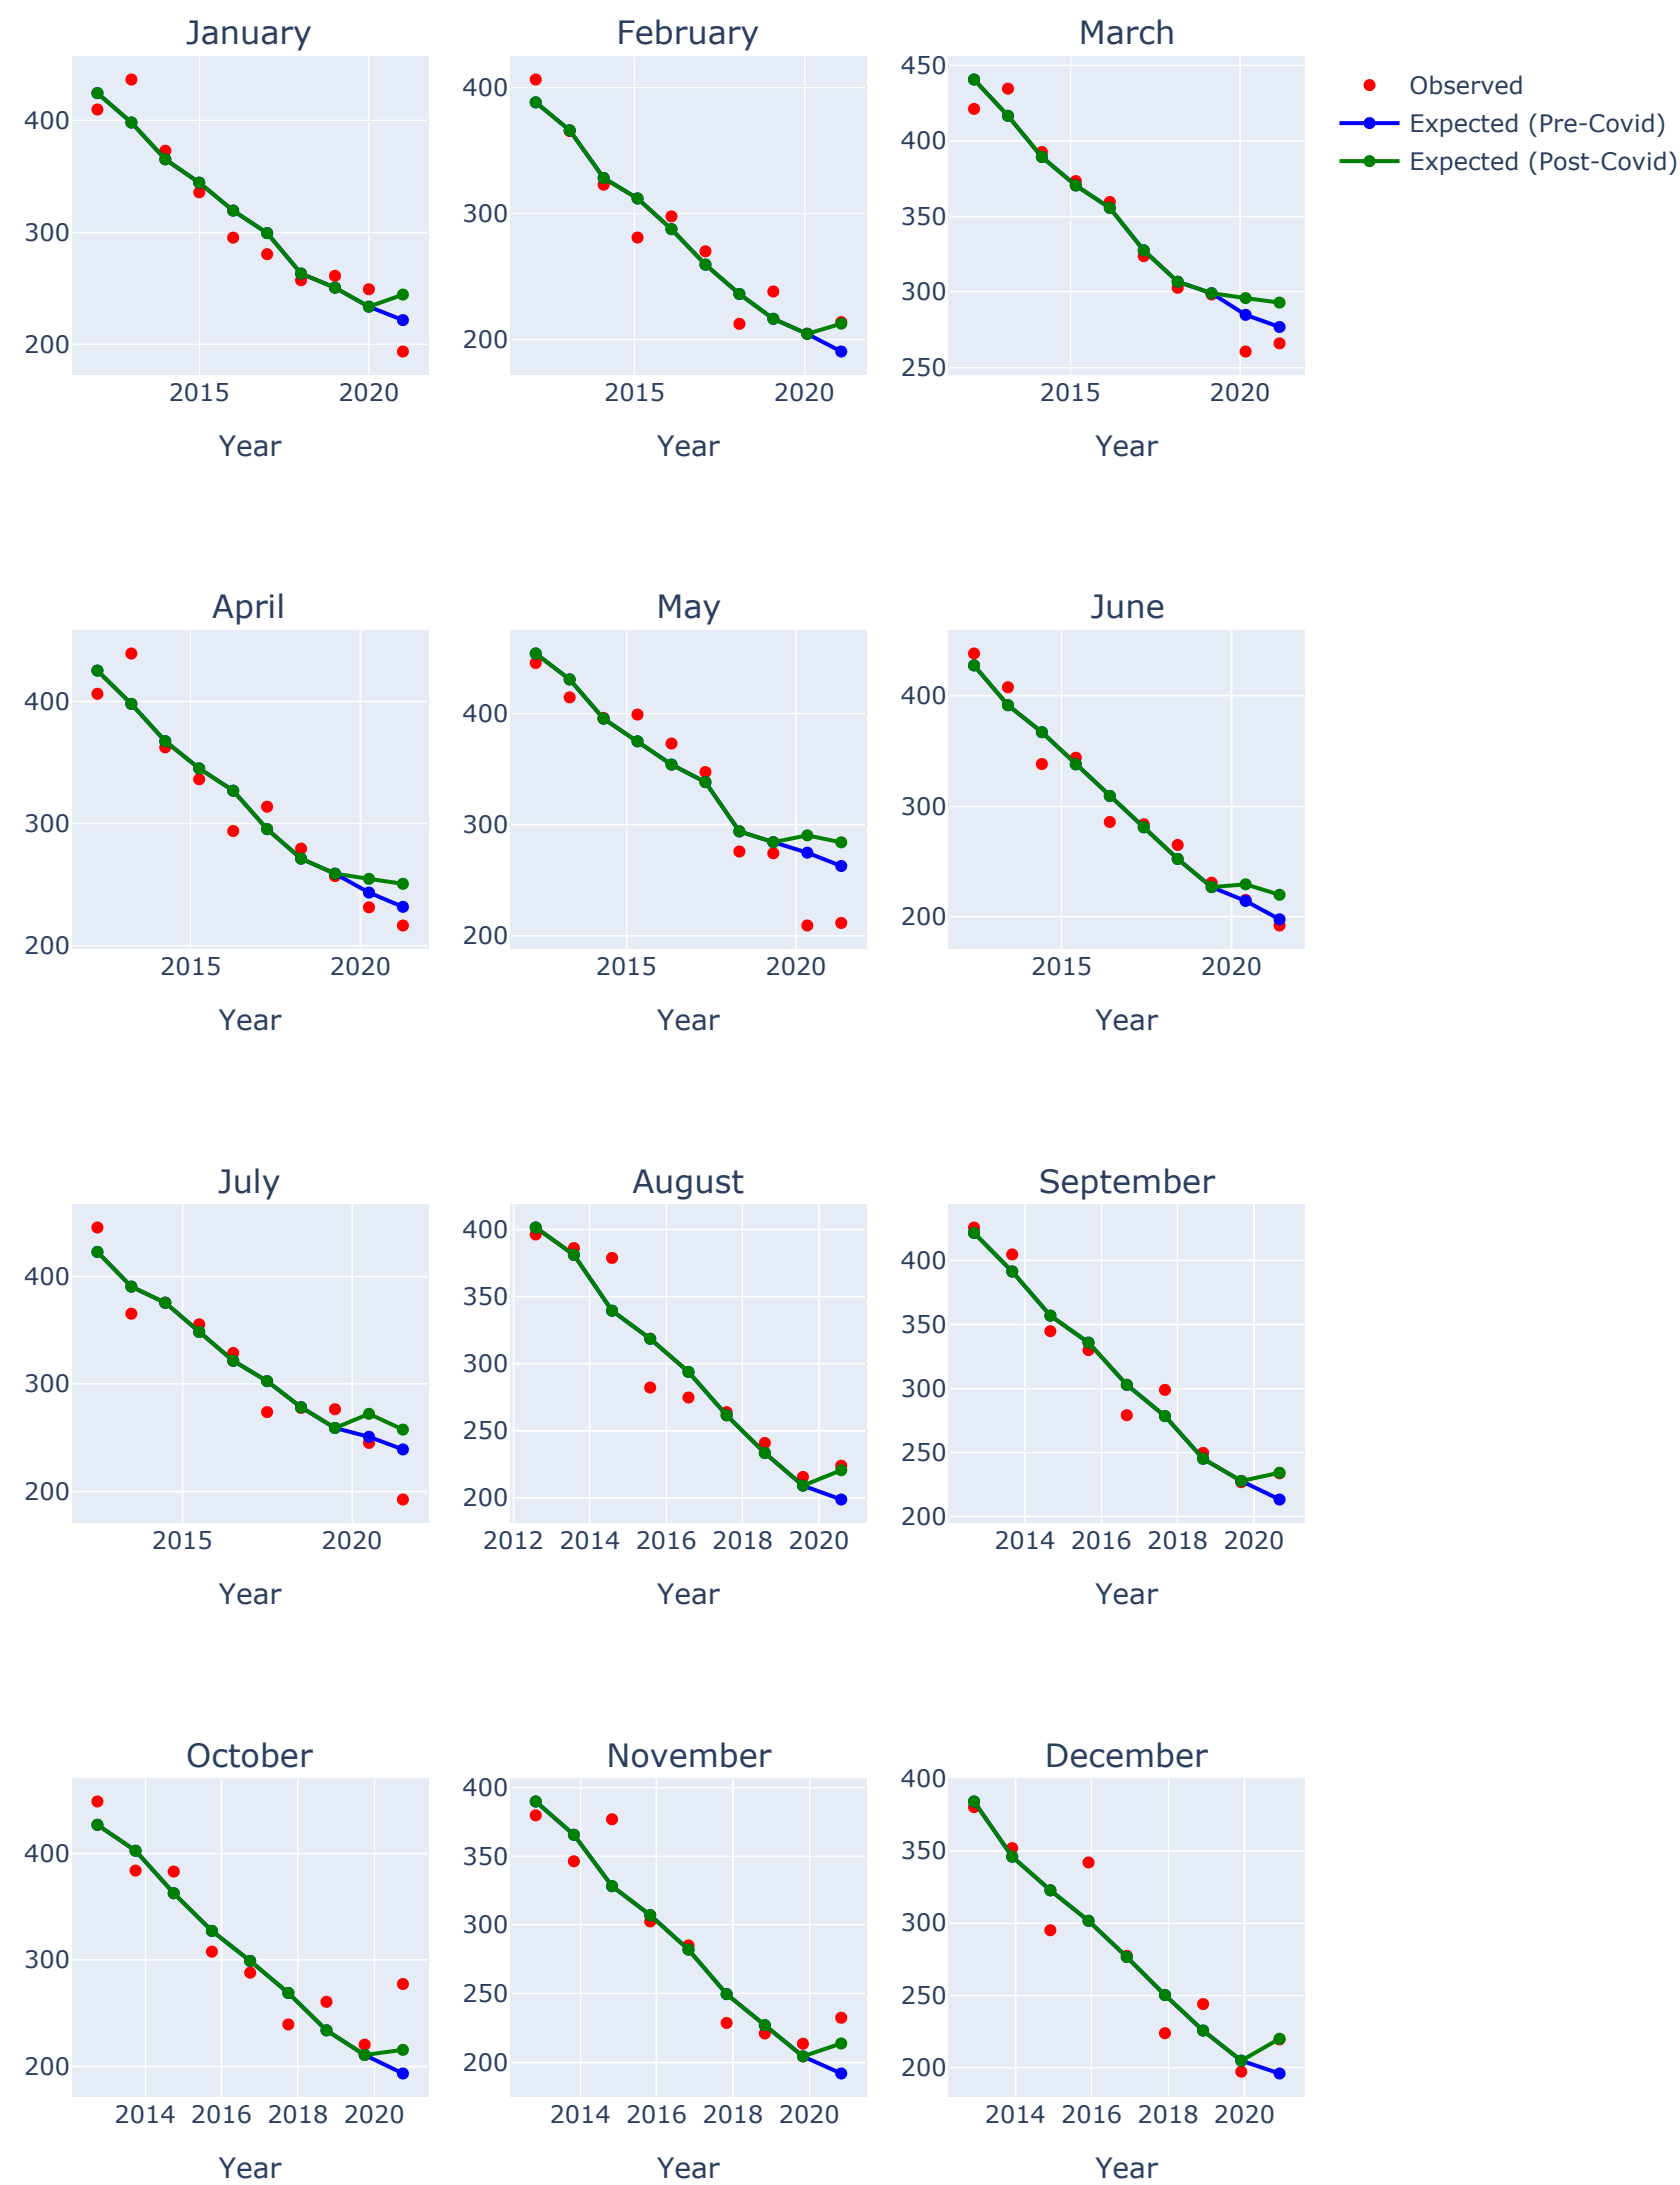 January
February
March
Observed
Expected (Pre-Covid)
Expected (Post-Covid)
400
300
200
2015 2020
Year
400
300
200
2015 2020
Year
450
400
350
300
250
2015 2020
Year
April
May
June
400
300
200
2015 2020
Year
400
300
200
2015 2020
Year
400
300
200
2015 2020
Year
July
August
September
400
300
200
2015 2020
Year
400
350
300
250
200
2012 2014 2016 2018 2020
Year
400
350
300
250
200
2014 2016 2018 2020
Year
October
November
December
400
300
200
2014 2016 2018 2020
Year
400
350
300
250
200
2014 2016 2018 2020
Year
400
350
300
250
200
2014 2016 2018 2020
Year